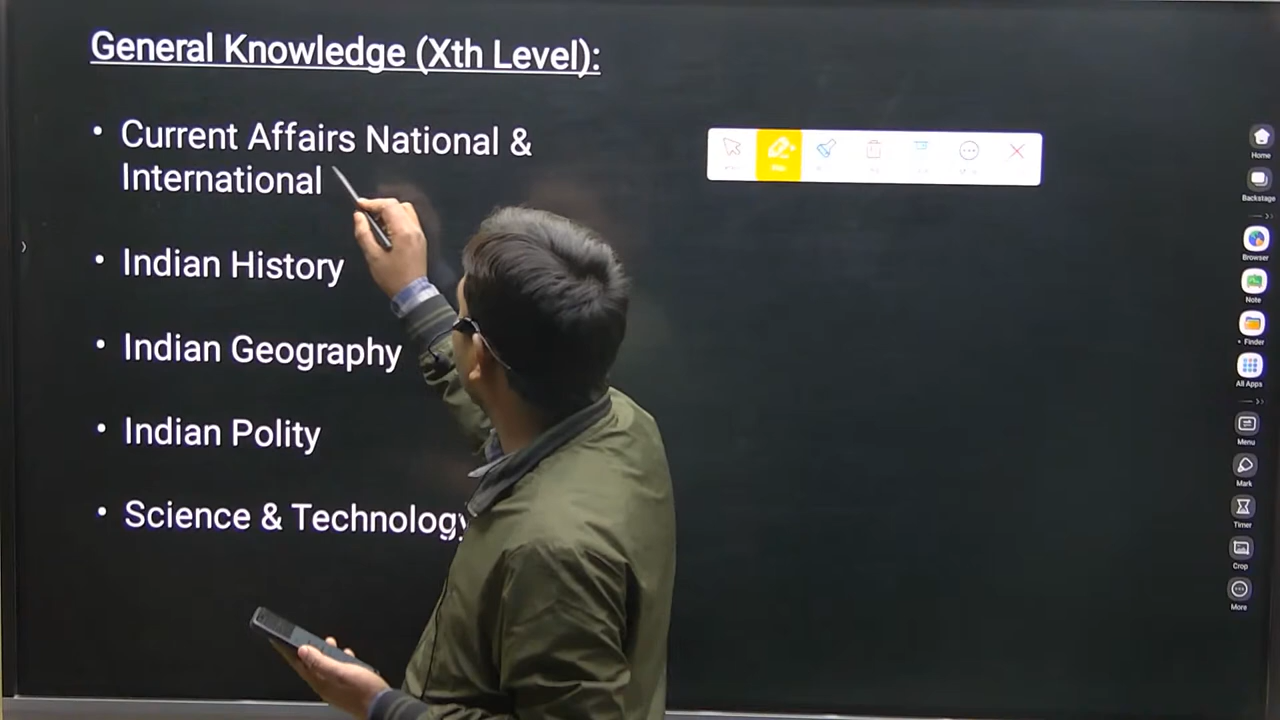 General Knowledge (Xth Level):
• Current Affairs National &
International
• Indian History
• Indian Geography
• Indian Polity
• Science & Technology
Home
Backstage
Browser
Note
Finder
All Apps
Menu
Mark
Timer
Crop
More